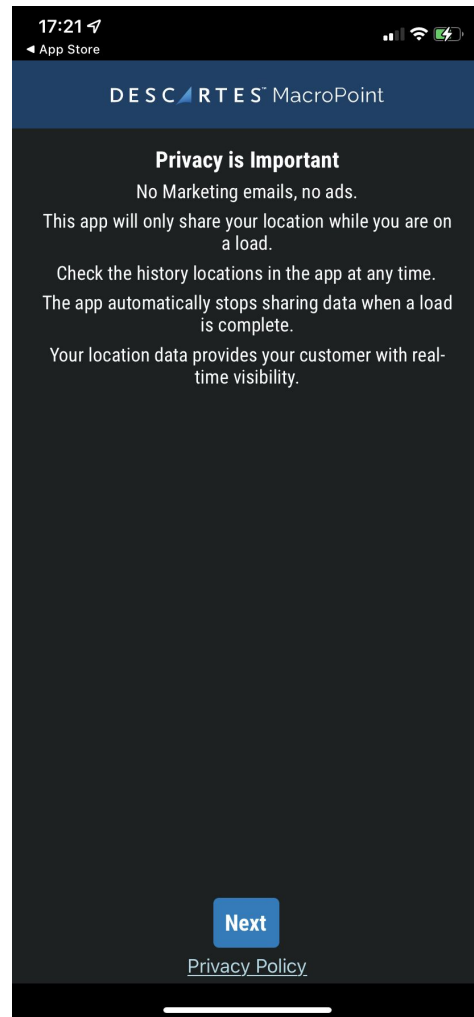 17:21
◀ App Store
DESCARTES™ MacroPoint
Privacy is Important
No Marketing emails, no ads.
This app will only share your location while you are on
a load.
Check the history locations in the app at any time.
The app automatically stops sharing data when a load
is complete.
Your location data provides your customer with real-
time visibility.
Next
Privacy Policy